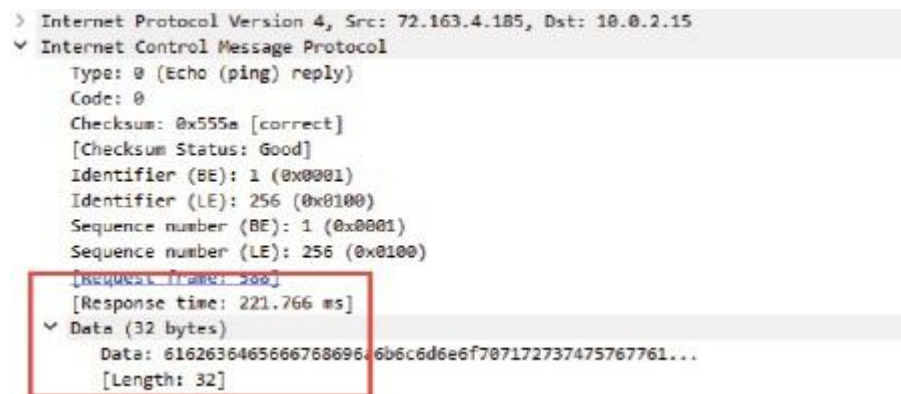 > Internet Protocol Version 4, Src: 72.163.4.185, Dst: 10.0.2.15
Internet Control Message Protocol
Type: 0 (Echo (ping) reply)
Code: 0
Checksum: 0x555a [correct]
[Checksum Status: Good]
Identifier (BE): 1 (0x0001)
Identifier (LE): 256 (0x0100)
Sequence number (BE): 1 (0x0001)
Sequence number (LE): 256 (0x0100)
[Request frame: 588]
[Response time: 221.766 ms]
Data (32 bytes)
Data: 6162636465666768696a6b6c6d6e6f7071727374757677​61...
[Length: 32]